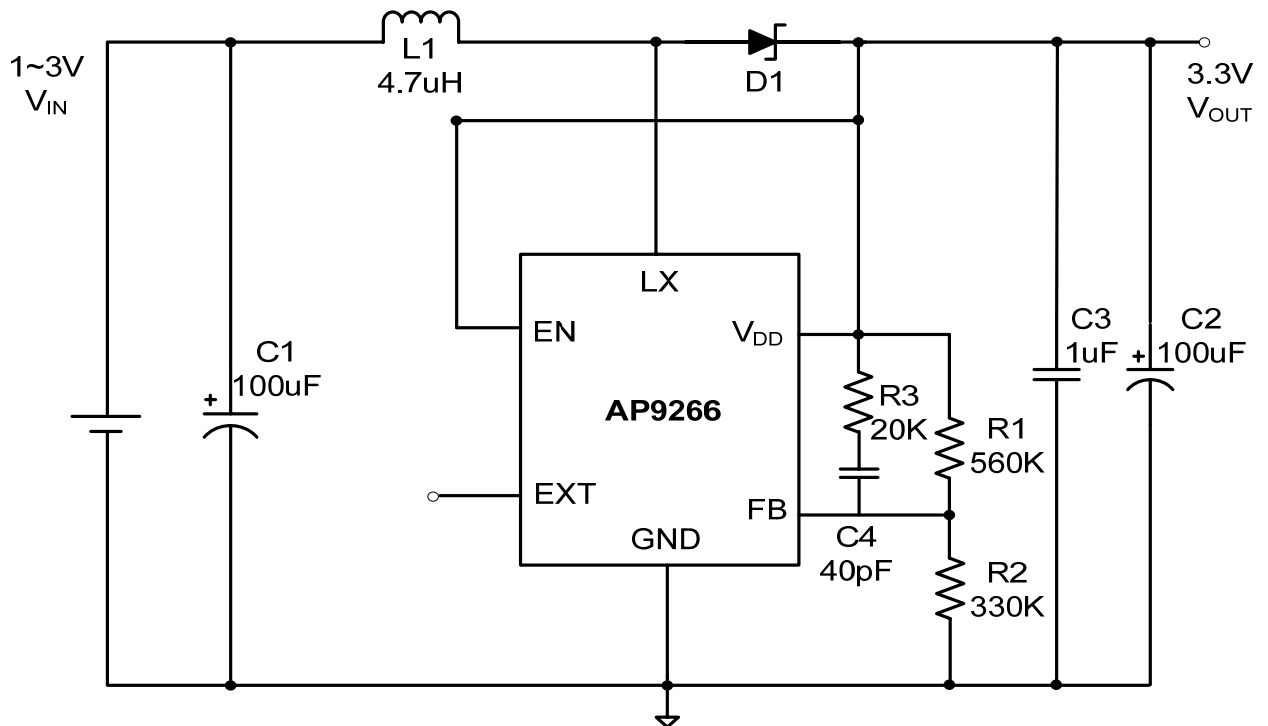 1~3V
VIN
L1
4.7uH
D1
3.3V
VOUT
LX
EN
VDD
C1
+
100uF
AP9266
R3
20K
R1
560K
C3
1uF
C2
+
100uF
EXT
FB
GND
C4
40pF
R2
330K